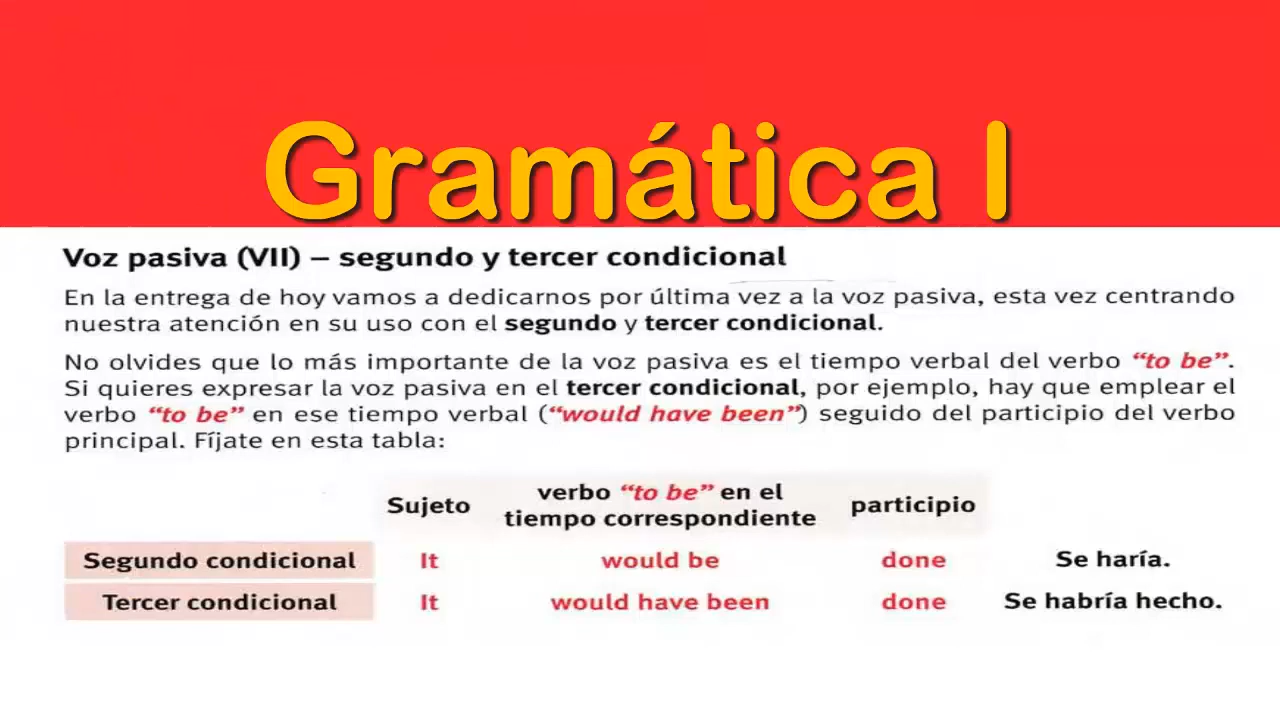 Gramática I
Voz pasiva (VII) – segundo y tercer condicional
En la entrega de hoy vamos a dedicarnos por última vez a la voz pasiva, esta vez centrando
nuestra atención en su uso con el segundo y tercer condicional.
No olvides que lo más importante de la voz pasiva es el tiempo verbal del verbo “to be”.
Si quieres expresar la voz pasiva en el tercer condicional, por ejemplo, hay que emplear el
verbo “to be” en ese tiempo verbal (“would have been”) seguido del participio del verbo
principal. Fíjate en esta tabla:
Sujeto verbo “to be” en el tiempo correspondiente participio
Segundo condicional It would be done Se haría.
Tercer condicional It would have been done Se habría hecho.